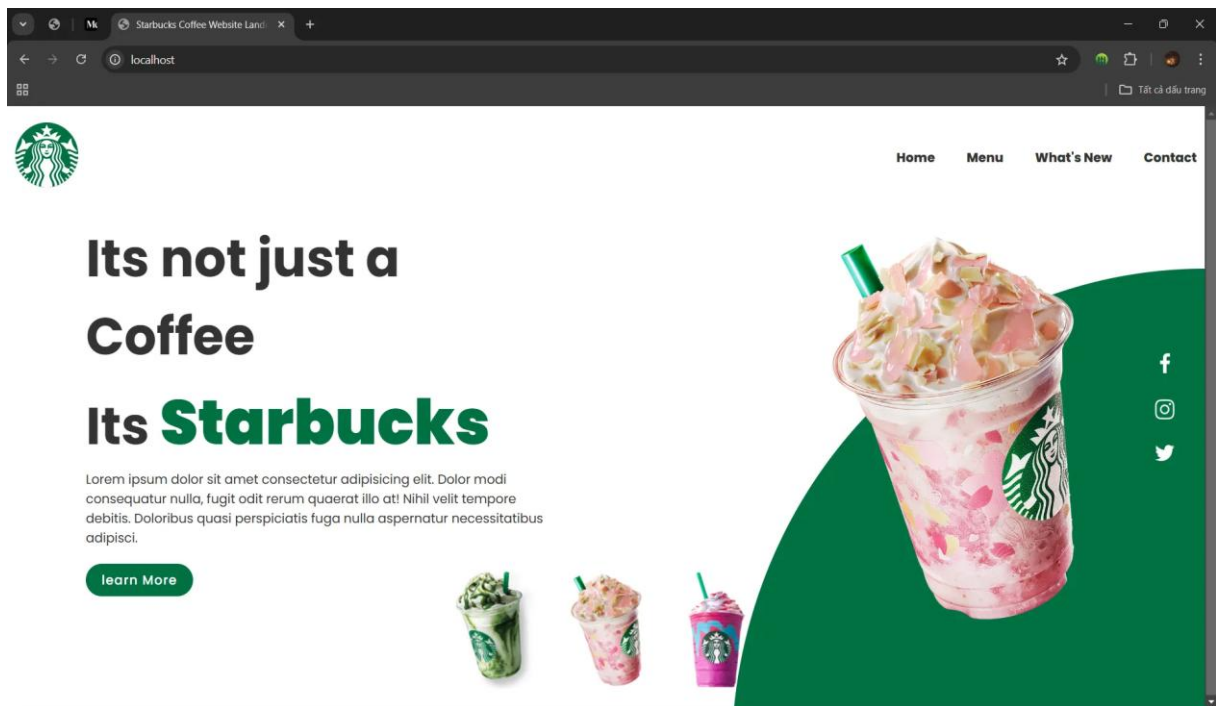 Mk
Starbucks Coffee Website Land
localhost
Tất cả dấu trang
Home
Menu
What's New
Contact
Its not just a
Coffee
Its Starbucks
Lorem ipsum dolor sit amet consectetur adipisicing elit. Dolor modi
consequatur nulla, fugit odit rerum quaerat illo at! Nihil velit tempore
debitis. Doloribus quasi perspiciatis fuga nulla aspernatur necessitatibus
adipisci.
learn More